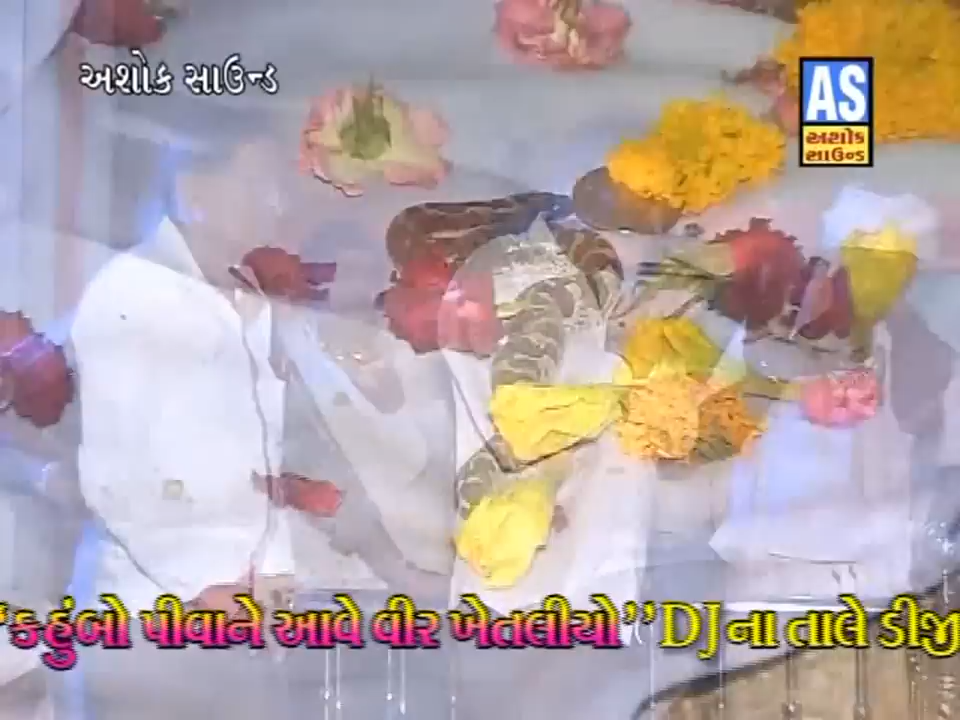 અશોક સાઉન્ડ
AS
અશોક
સાઉન્ડ
“કહુંબો પીવાને આવે વીર ખેતલીયો”DJ ના તાલે ડીજી